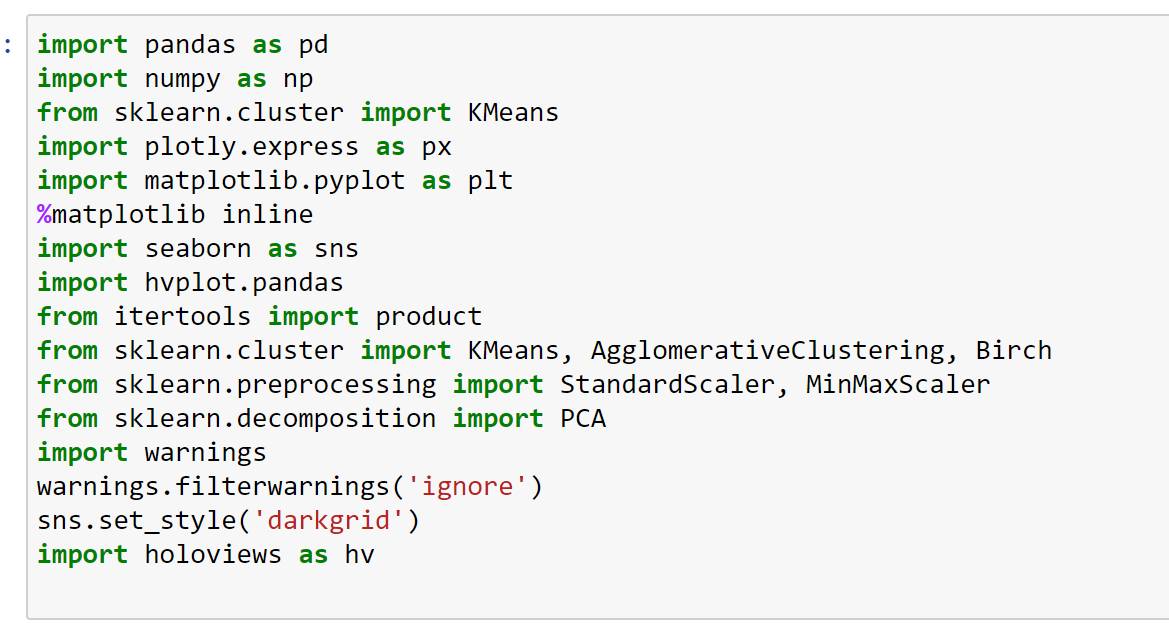 :
import pandas as pd
import numpy as np
from sklearn.cluster import KMeans
import plotly.express as px
import matplotlib.pyplot as plt
%matplotlib inline
import seaborn as sns
import hvplot.pandas
from itertools import product
from sklearn.cluster import KMeans, AgglomerativeClustering, Birch
from sklearn.preprocessing import StandardScaler, MinMaxScaler
from sklearn.decomposition import PCA
import warnings
warnings.filterwarnings('ignore')
sns.set_style('darkgrid')
import holoviews as hv